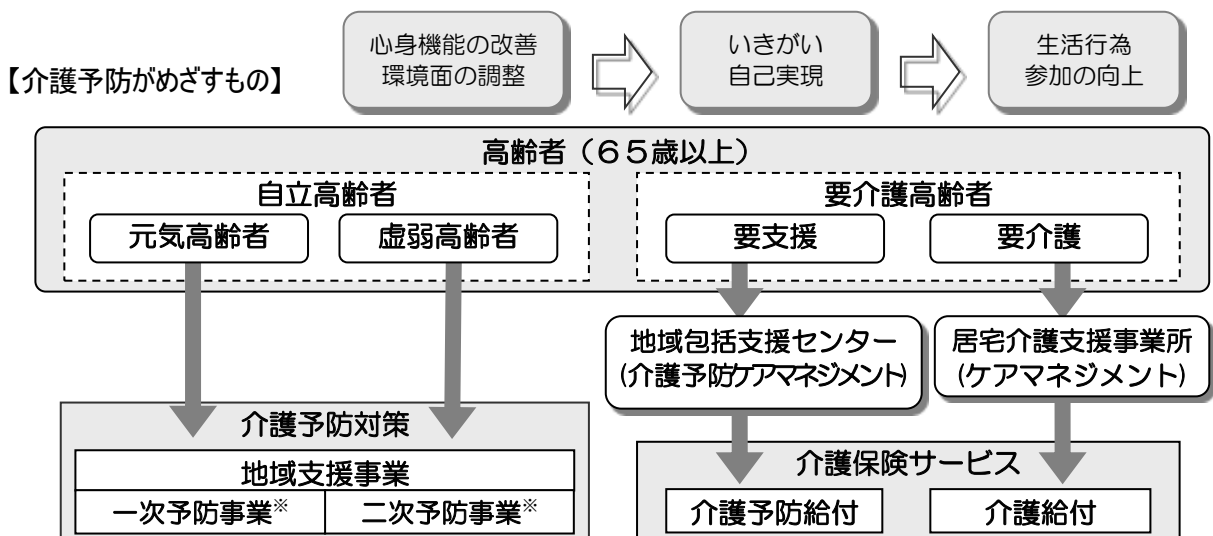 心身機能の改善
環境面の調整
いきがい
自己実現
生活行為
参加の向上
【介護予防がめざすもの】
高齢者（６５歳以上）
自立高齢者
要介護高齢者
元気高齢者
虚弱高齢者
要支援
要介護
地域包括支援センター
(介護予防ケアマネジメント)
居宅介護支援事業所
(ケアマネジメント)
介護予防対策
地域支援事業
一次予防事業※
二次予防事業※
介護保険サービス
介護予防給付
介護給付